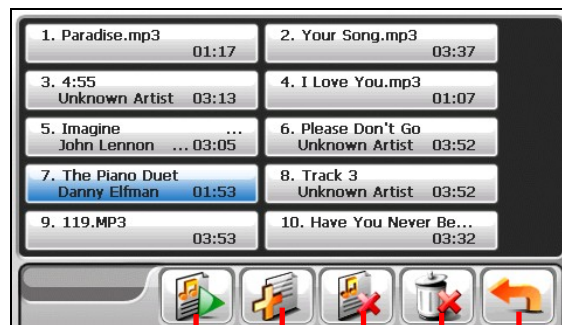 1. Paradise.mp3
01:17
2. Your Song.mp3
03:37
3. 4:55
Unknown Artist 03:13
4. I Love You.mp3
01:07
5. Imagine ...
John Lennon ... 03:05
6. Please Don't Go
Unknown Artist 03:52
7. The Piano Duet
Danny Elfman 01:53
8. Track 3
Unknown Artist 03:52
9. 119.MP3
03:53
10. Have You Never Be...
03:32